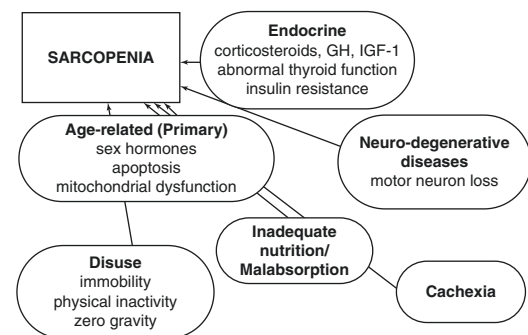 SARCOPENIA
Endocrine
corticosteroids, GH, IGF-1
abnormal thyroid function
insulin resistance
Age-related (Primary)
sex hormones
apoptosis
mitochondrial dysfunction
Neuro-degenerative
diseases
motor neuron loss
Inadequate
nutrition/
Malabsorption
Disuse
immobility
physical inactivity
zero gravity
Cachexia